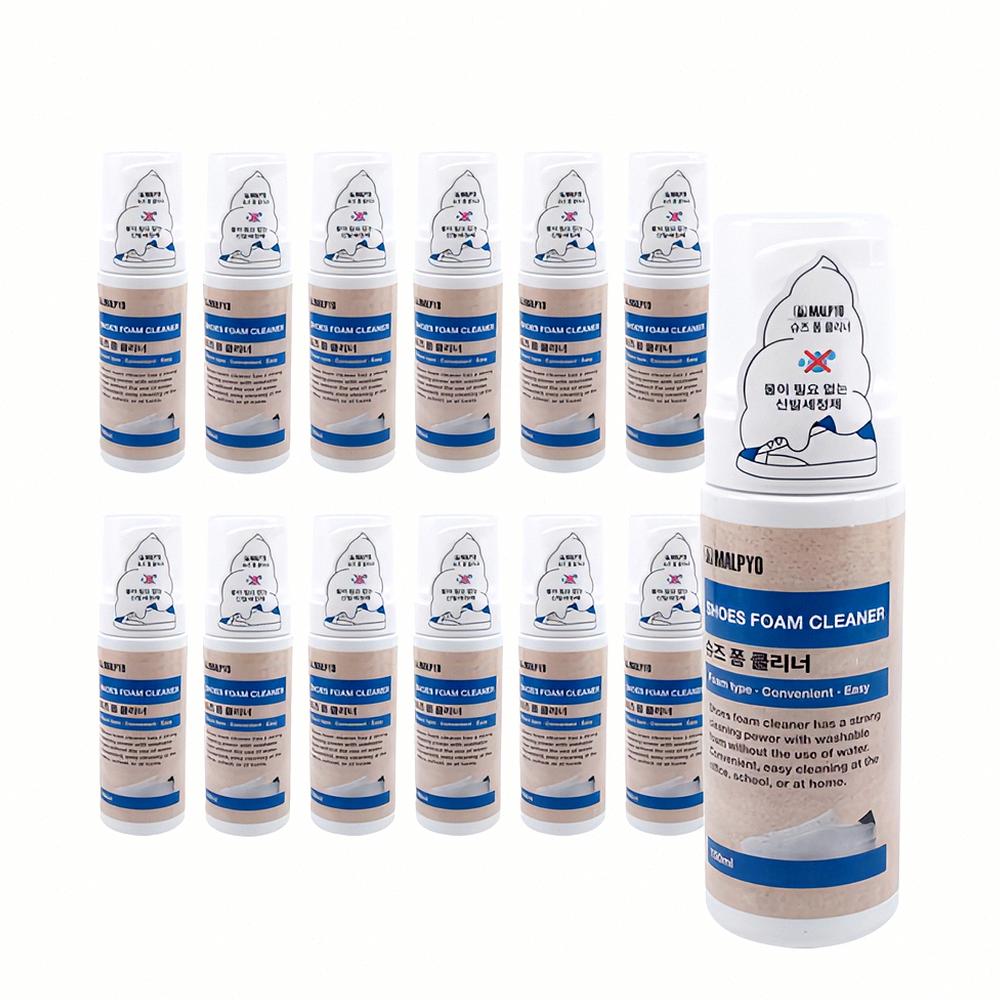 MALPYO
슈즈 폼 클리너
물이 필요 없는
신발세정제
MALPYO
SHOES FOAM CLEANER
슈즈 폼 클리너
Foam type · Convenient · Easy
Shoes foam cleaner has a strong
cleaning power with washable
foam without the use of water.
Convenient, easy cleaning at the
office, school, or at home.
150ml